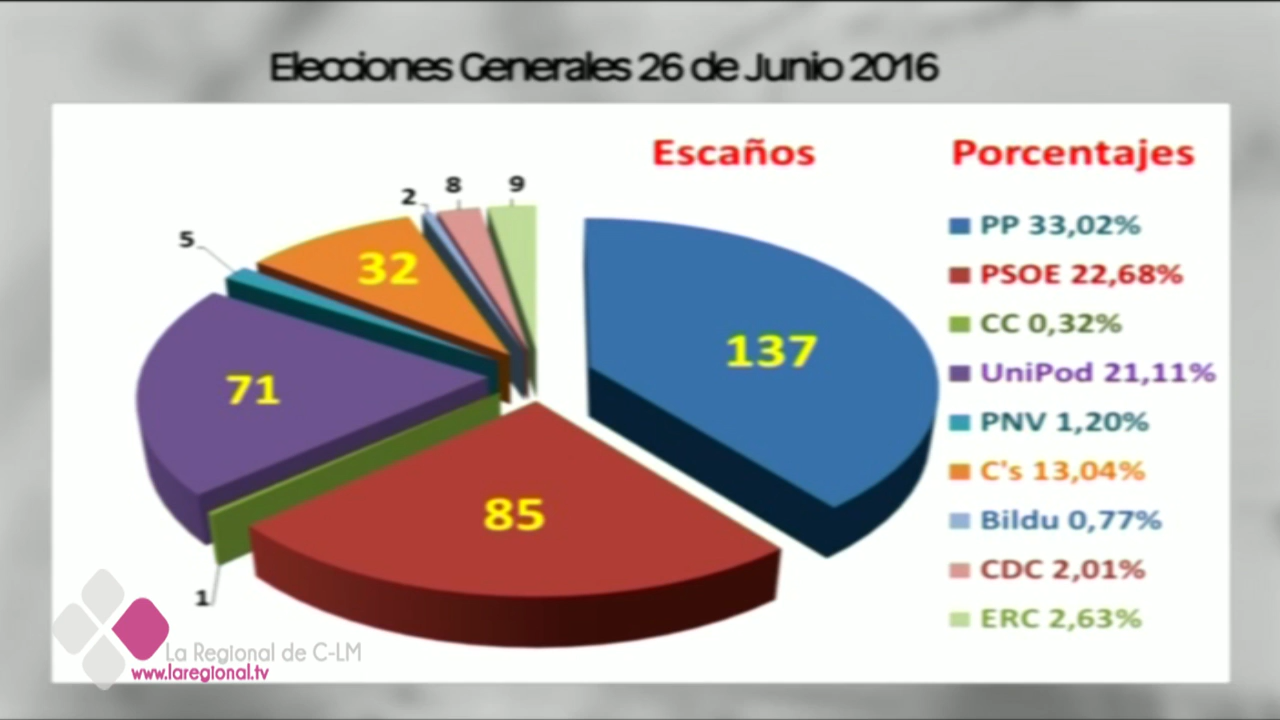 Elecciones Generales 26 de Junio 2016
Escaños
Porcentajes
2
8
9
5
32
137
71
85
1
PP 33,02%
PSOE 22,68%
CC 0,32%
UniPod 21,11%
PNV 1,20%
C's 13,04%
Bildu 0,77%
CDC 2,01%
ERC 2,63%
La Regional de C-LM
www.laregional.tv